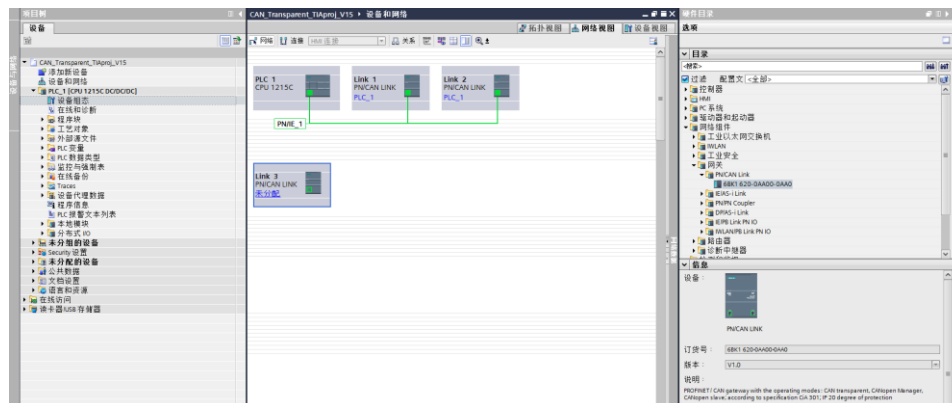 项目树
CAN_Transparent_TIAproj_V15 ▸ 设备和网络
硬件目录
设备
拓扑视图
网络视图
设备视图
选项
网络
连接
HMI 连接
关系
CAN_Transparent_TIAproj_V15
添加新设备
设备和网络
PLC_1 [CPU 1215C DC/DC/DC]
设备组态
在线和诊断
程序块
工艺对象
外部源文件
PLC 变量
PLC 数据类型
监控与强制表
在线备份
Traces
设备代理数据
程序信息
PLC 报警文本列表
本地模块
分布式 I/O
未分组的设备
Security 设置
未分配的设备
公共数据
文档设置
语言和资源
在线访问
读卡器/USB 存储器
PLC 1
CPU 1215C
Link 1
PN/CAN LINK
PLC_1
Link 2
PN/CAN LINK
PLC_1
PN/IE_1
Link 3
PN/CAN LINK
未分配
目录
<搜索>
过滤
配置文
<全部>
控制器
HMI
PC 系统
驱动器和起动器
网络组件
工业以太网交换机
IWLAN
工业安全
网关
PN/CAN Link
6BK1 620-0AA00-0AA0
IE/AS-i Link
PN/PN Coupler
DP/AS-i Link
IE/PB Link PN IO
IWLAN/PB Link PN IO
路由器
诊断中继器
信息
设备：
PN/CAN LINK
订货号：
6BK1 620-0AA00-0AA0
版本：
V1.0
说明：
PROFINET/ CAN gateway with the operating modes: CAN transparent, CANopen Manager,
CANopen slave, according to specification CiA 301; IP 20 degree of protection